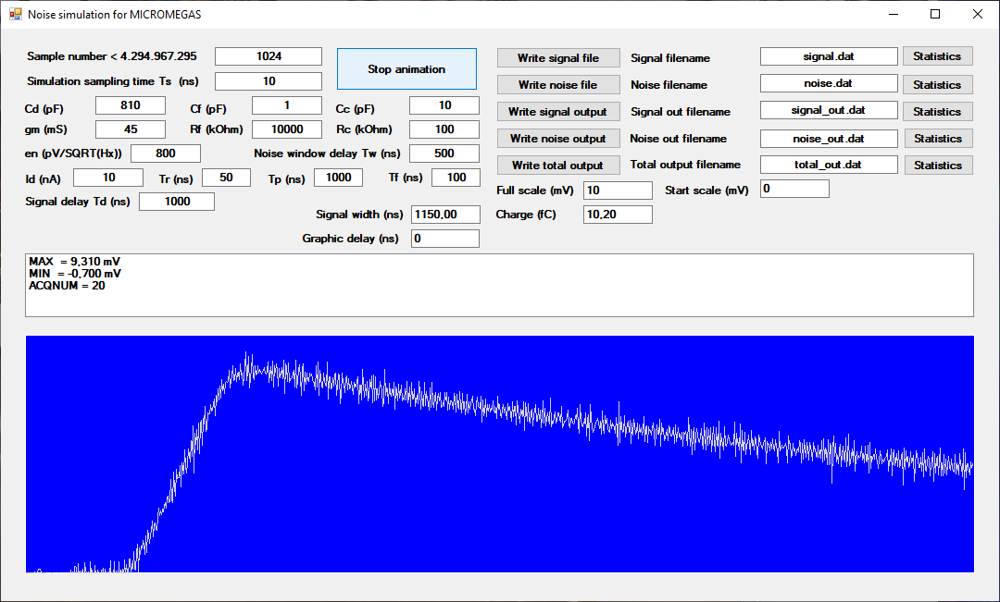 Noise simulation for MICROMEGAS
Sample number < 4.294.967.295 1024 Stop animation Write signal file Signal filename signal.dat Statistics
Simulation sampling time Ts (ns) 10 Write noise file Noise filename noise.dat Statistics
Cd (pF) 810 Cf (pF) 1 Cc (pF) 10 Write signal output Signal out filename signal_out.dat Statistics
gm (mS) 45 Rf (kOhm) 10000 Rc (kOhm) 100 Write noise output Noise out filename noise_out.dat Statistics
en (pV/SQRT(Hx)) 800 Noise window delay Tw (ns) 500 Write total output Total output filename total_out.dat Statistics
Id (nA) 10 Tr (ns) 50 Tp (ns) 1000 Tf (ns) 100 Full scale (mV) 10 Start scale (mV) 0
Signal delay Td (ns) 1000
Signal width (ns) 1150,00 Charge (fC) 10,20
Graphic delay (ns) 0
MAX = 9,310 mV
MIN = -0,700 mV
ACQNUM = 20